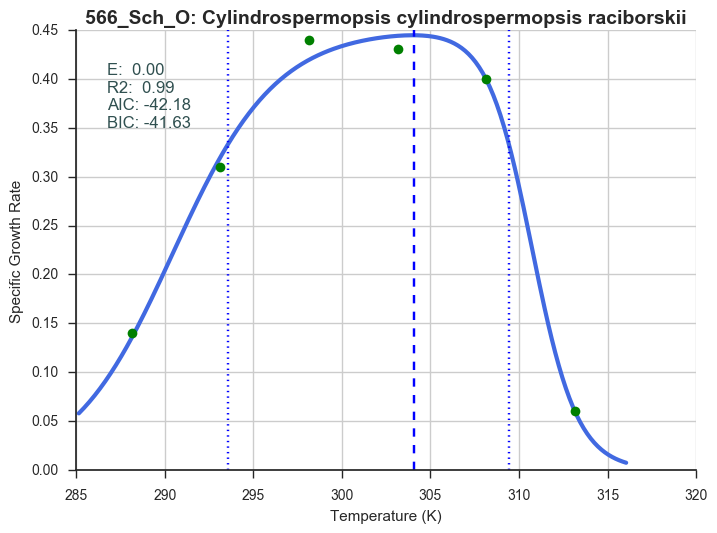 566_Sch_O: Cylindrospermopsis cylindrospermopsis raciborskii
0.45
0.40
0.35
0.30
0.25
0.20
0.15
0.10
0.05
0.00
Specific Growth Rate
E:  0.00
R2:  0.99
AIC: -42.18
BIC: -41.63
285 290 295 300 305 310 315 320
Temperature (K)